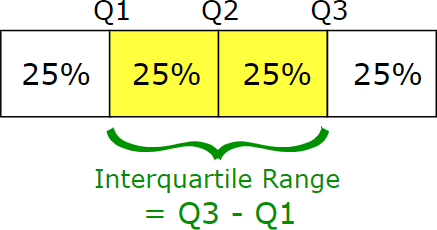 Q1 Q2 Q3
25% 25% 25% 25%
Interquartile Range
= Q3 - Q1